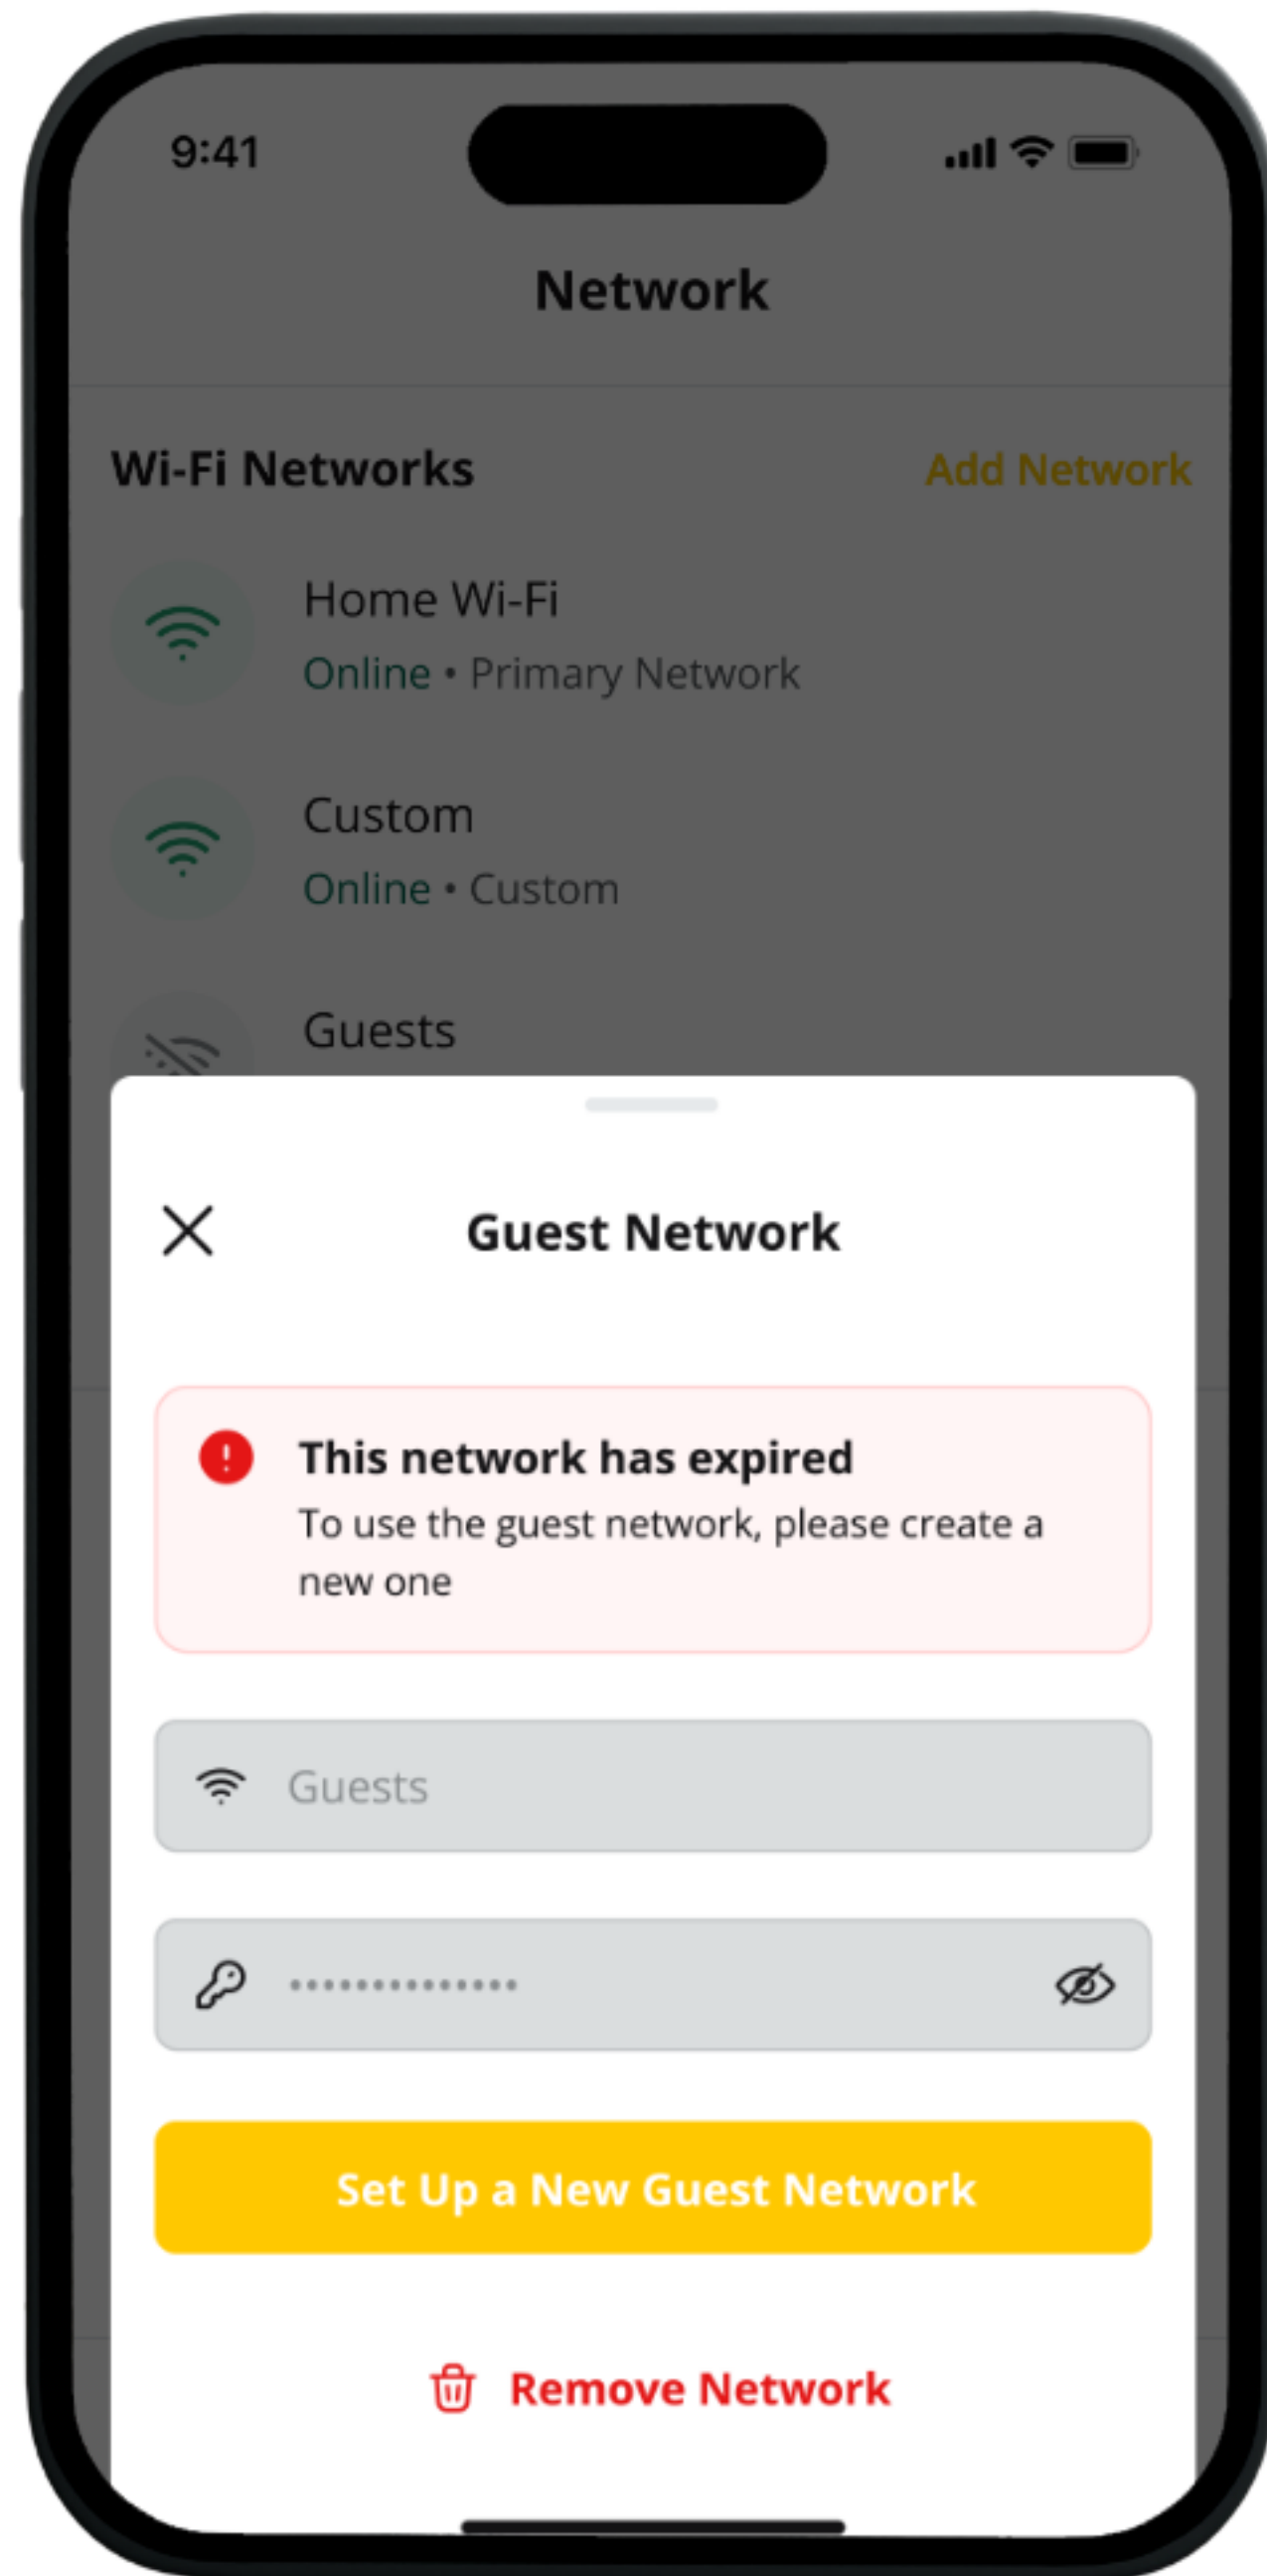 9:41
Network
Wi-Fi Networks
Add Network
Home Wi-Fi
Online • Primary Network
Custom
Online • Custom
Guests
Guest Network
This network has expired
To use the guest network, please create a
new one
Guests
••••••••••••••
Set Up a New Guest Network
Remove Network